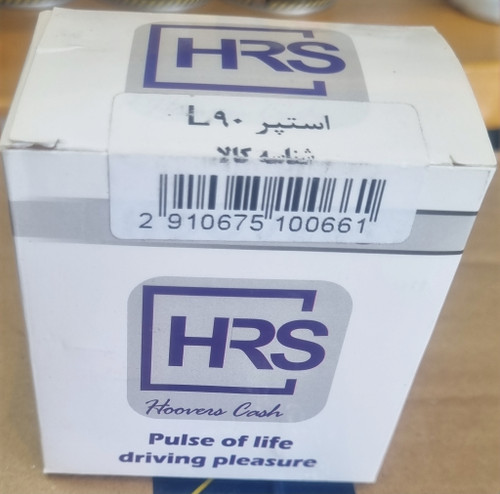 HRS
استپر L۹۰
شناسه کالا
2 910675 100661
HRS
Hoovers Cash
Pulse of life
driving pleasure